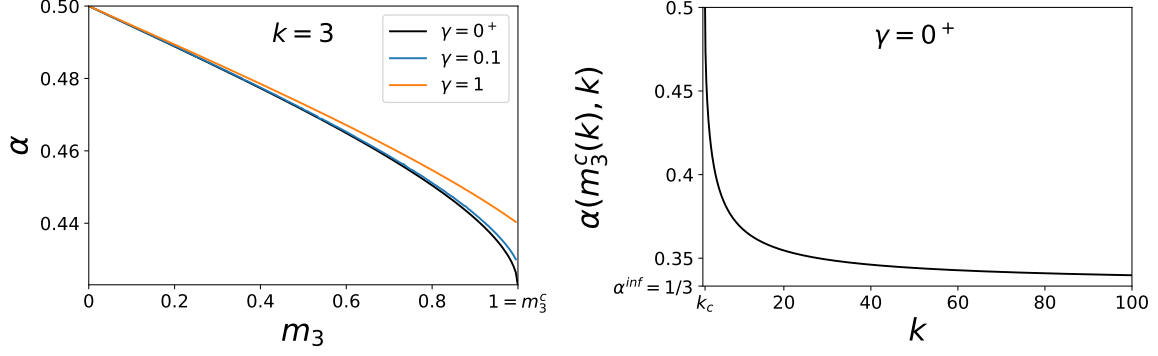 0.50
0.48
0.46
0.44
α
k = 3
γ = 0⁺
γ = 0.1
γ = 1
0
0.2
0.4
0.6
0.8
1 = m₃ᶜ
m₃
0.5
0.45
0.4
0.35
αⁱⁿᶠ = 1/3
α(m₃ᶜ(k), k)
γ = 0⁺
k_c
20
40
60
80
100
k